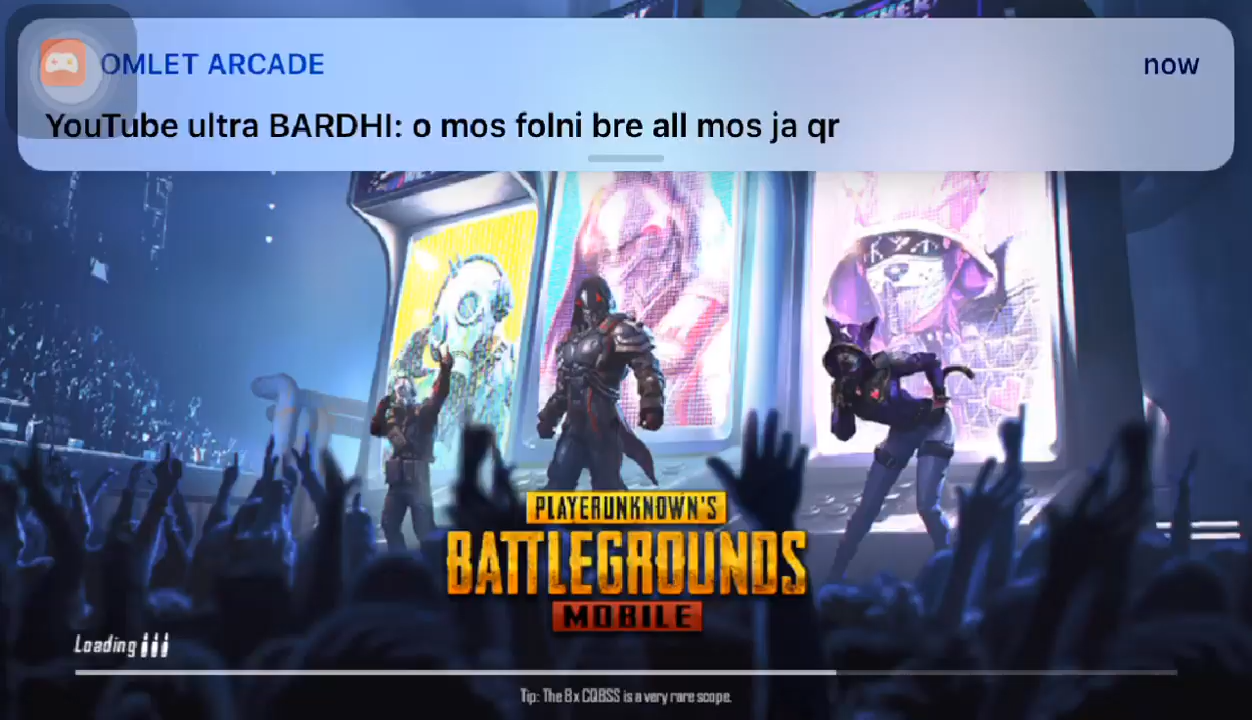 OMLET ARCADE
now
YouTube ultra BARDHI: o mos folni bre all mos ja qr
PLAYERUNKNOWN'S
BATTLEGROUNDS
MOBILE
Loading
Tip: The 8x CQBSS is a very rare scope.